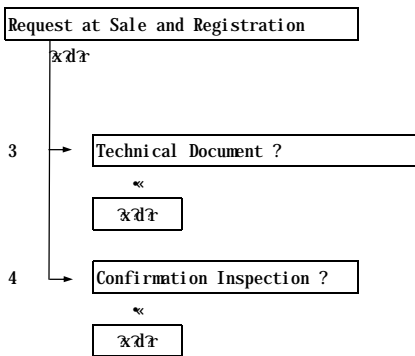 Request at Sale and Registration
3
Technical Document ?
4
Confirmation Inspection ?